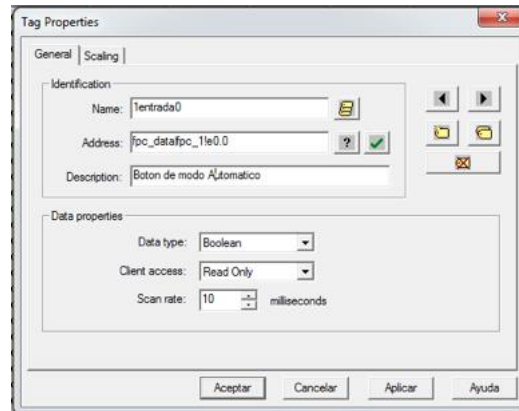 Tag Properties
General Scaling
Identification
Name: 1entrada0
Address: fpc_data!fpc_1!e0.0 ?
Description: Boton de modo Automatico
Data properties
Data type: Boolean
Client access: Read Only
Scan rate: 10 milliseconds
Aceptar Cancelar Aplicar Ayuda